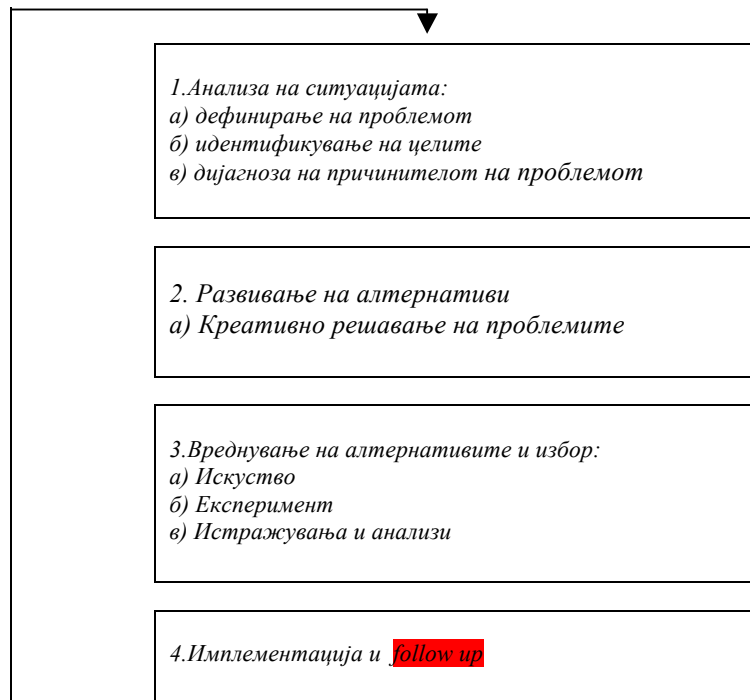 1.Анализа на ситуацијата:
а) дефинирање на проблемот
б) идентификување на целите
в) дијагноза на причинителот на проблемот
2. Развивање на алтернативи
а) Креативно решавање на проблемите
3.Вреднување на алтернативите и избор:
а) Искуство
б) Експеримент
в) Истражувања и анализи
4.Имплементација и follow up